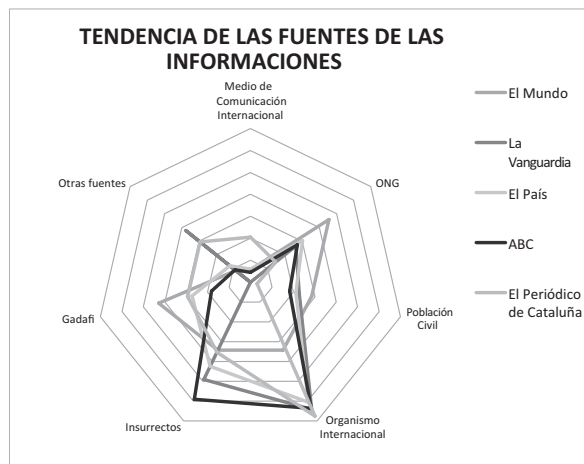 TENDENCIA DE LAS FUENTES DE LAS
INFORMACIONES
Medio de
Comunicación
Internacional
ONG
Población
Civil
Organismo
Internacional
Insurrectos
Gadafi
Otras fuentes
El Mundo
La
Vanguardia
El País
ABC
El Periódico
de Cataluña